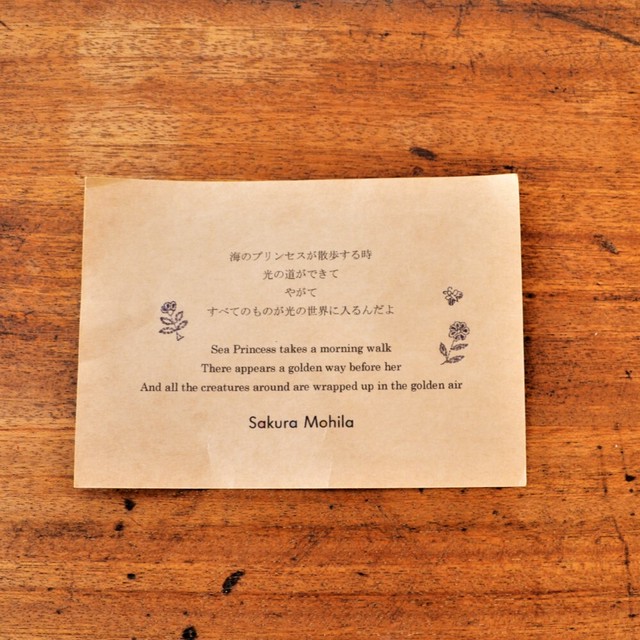 海のプリンセスが散歩する時
光の道ができて
やがて
すべてのものが光の世界に入るんだよ
Sea Princess takes a morning walk
There appears a golden way before her
And all the creatures around are wrapped up in the golden air
Sakura Mohila